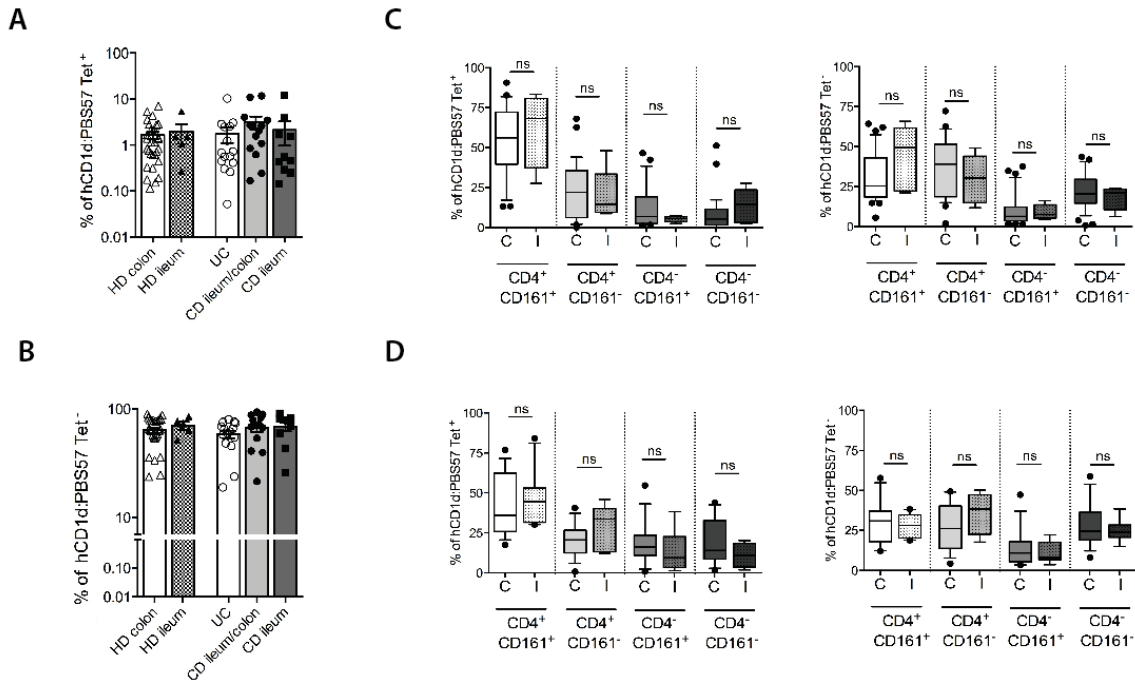 A
% of hCD1d:PBS57 Tet⁺
100
10
1
0.10
0.01
HD colon
HD ileum
UC
CD ileum/colon
CD ileum
B
% of hCD1d:PBS57 Tet⁻
100
10
0.10
0.01
HD colon
HD ileum
UC
CD ileum/colon
CD ileum
C
% of hCD1d:PBS57 Tet⁺
100
75
50
25
0
ns ns ns ns
C I C I C I C I
CD4⁺ CD4⁺ CD4⁻ CD4⁻
CD161⁺ CD161⁻ CD161⁺ CD161⁻
% of hCD1d:PBS57 Tet⁻
100
75
50
25
0
ns ns ns ns
C I C I C I C I
CD4⁺ CD4⁺ CD4⁻ CD4⁻
CD161⁺ CD161⁻ CD161⁺ CD161⁻
D
% of hCD1d:PBS57 Tet⁺
100
75
50
25
0
ns ns ns ns
C I C I C I C I
CD4⁺ CD4⁺ CD4⁻ CD4⁻
CD161⁺ CD161⁻ CD161⁺ CD161⁻
% of hCD1d:PBS57 Tet⁻
100
75
50
25
0
ns ns ns ns
C I C I C I C I
CD4⁺ CD4⁺ CD4⁻ CD4⁻
CD161⁺ CD161⁻ CD161⁺ CD161⁻